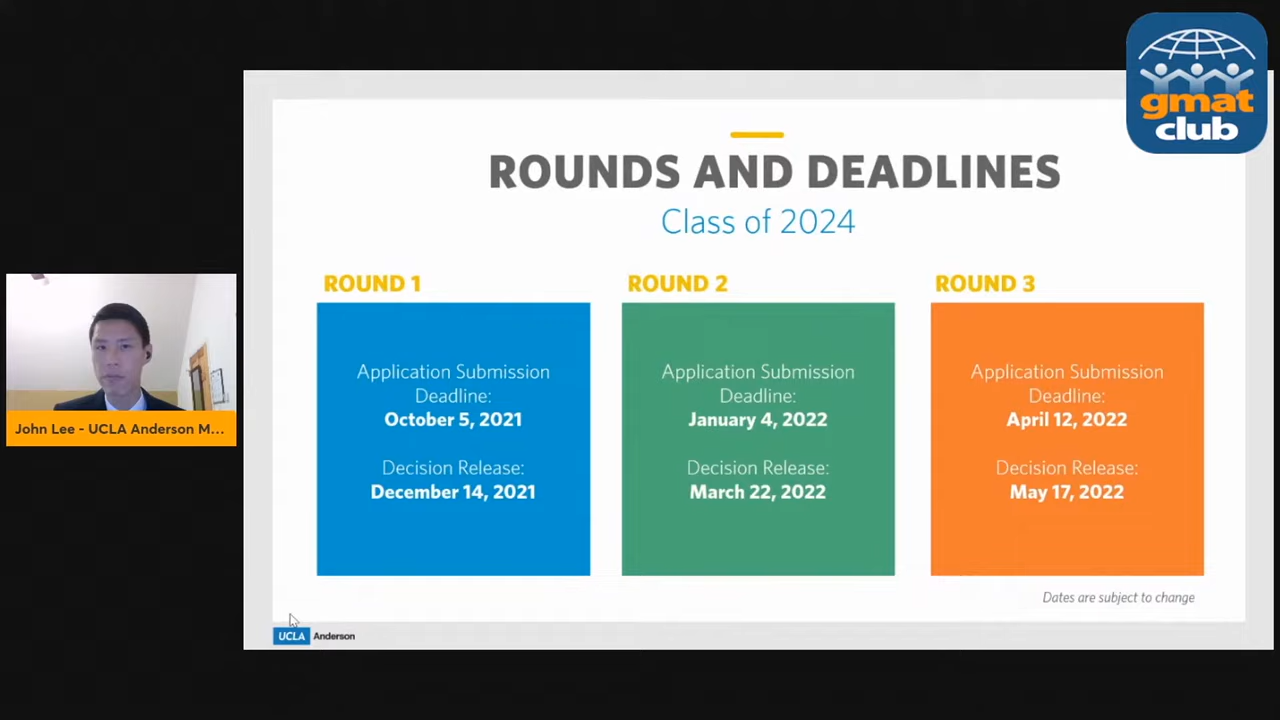 gmat
club
ROUNDS AND DEADLINES
Class of 2024
ROUND 1
Application Submission
Deadline:
October 5, 2021
Decision Release:
December 14, 2021
ROUND 2
Application Submission
Deadline:
January 4, 2022
Decision Release:
March 22, 2022
ROUND 3
Application Submission
Deadline:
April 12, 2022
Decision Release:
May 17, 2022
Dates are subject to change
John Lee - UCLA Anderson M...
UCLA Anderson